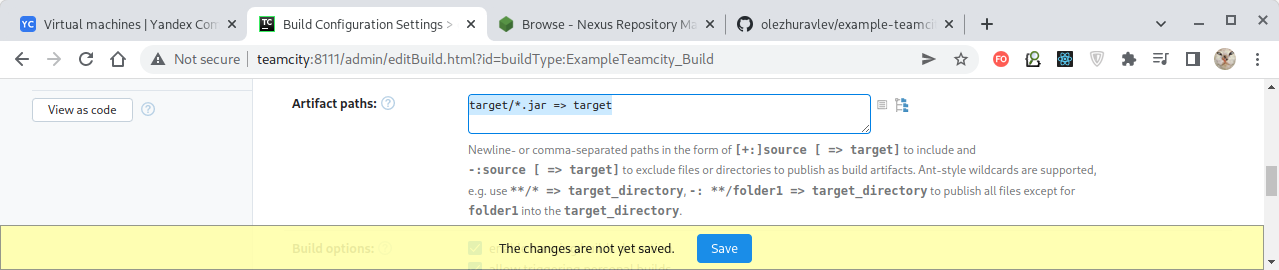 Virtual machines | Yandex Com
Build Configuration Settings >
Browse - Nexus Repository Ma
olezhuravlev/example-teamci
Not secure
teamcity:8111/admin/editBuild.html?id=buildType:ExampleTeamcity_Build
View as code
Artifact paths:
target/*.jar => target
Newline- or comma-separated paths in the form of [+:]source [ => target] to include and
-:source [ => target] to exclude files or directories to publish as build artifacts. Ant-style wildcards are supported,
e.g. use **/* => target_directory, -: **/folder1 => target_directory to publish all files except for
folder1 into the target_directory.
Build options:
The changes are not yet saved.
Save
allow triggering personal builds